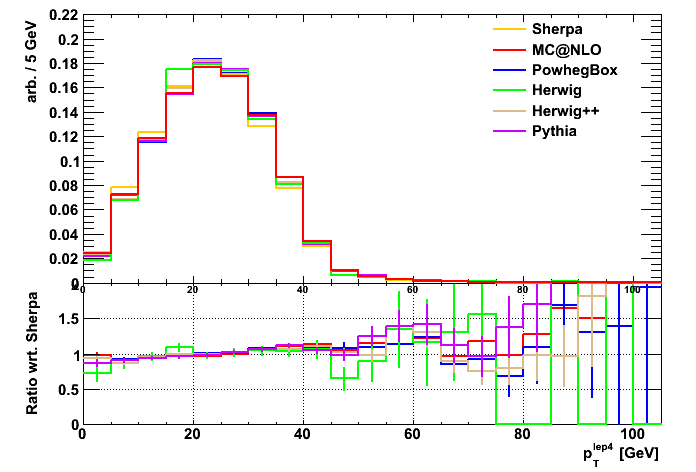 arb. / 5 GeV
0.22
0.2
0.18
0.16
0.14
0.12
0.1
0.08
0.06
0.04
0.02
0
Sherpa
MC@NLO
PowhegBox
Herwig
Herwig++
Pythia
0 20 40 60 80 100
Ratio wrt. Sherpa
2
1.5
1
0.5
0
0 20 40 60 80 100
p_T^lep4 [GeV]